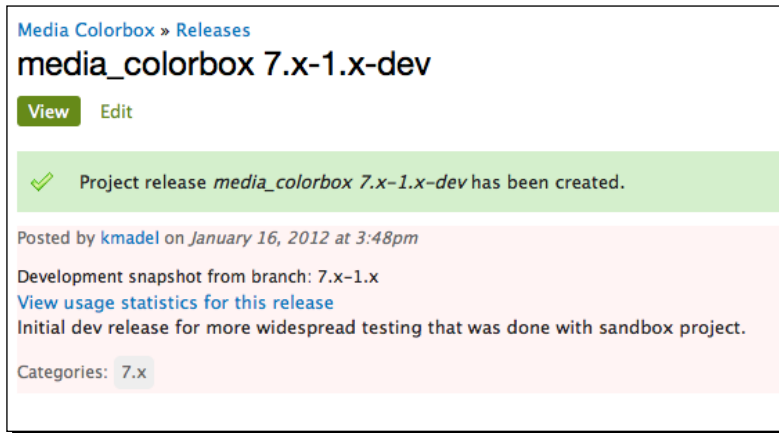 Media Colorbox » Releases
media_colorbox 7.x-1.x-dev
View Edit
Project release media_colorbox 7.x-1.x-dev has been created.
Posted by kmadel on January 16, 2012 at 3:48pm
Development snapshot from branch: 7.x-1.x
View usage statistics for this release
Initial dev release for more widespread testing that was done with sandbox project.
Categories: 7.x